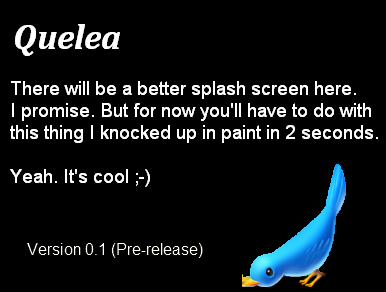 Quelea
There will be a better splash screen here.
I promise. But for now you'll have to do with
this thing I knocked up in paint in 2 seconds.
Yeah. It's cool ;-)
Version 0.1 (Pre-release)